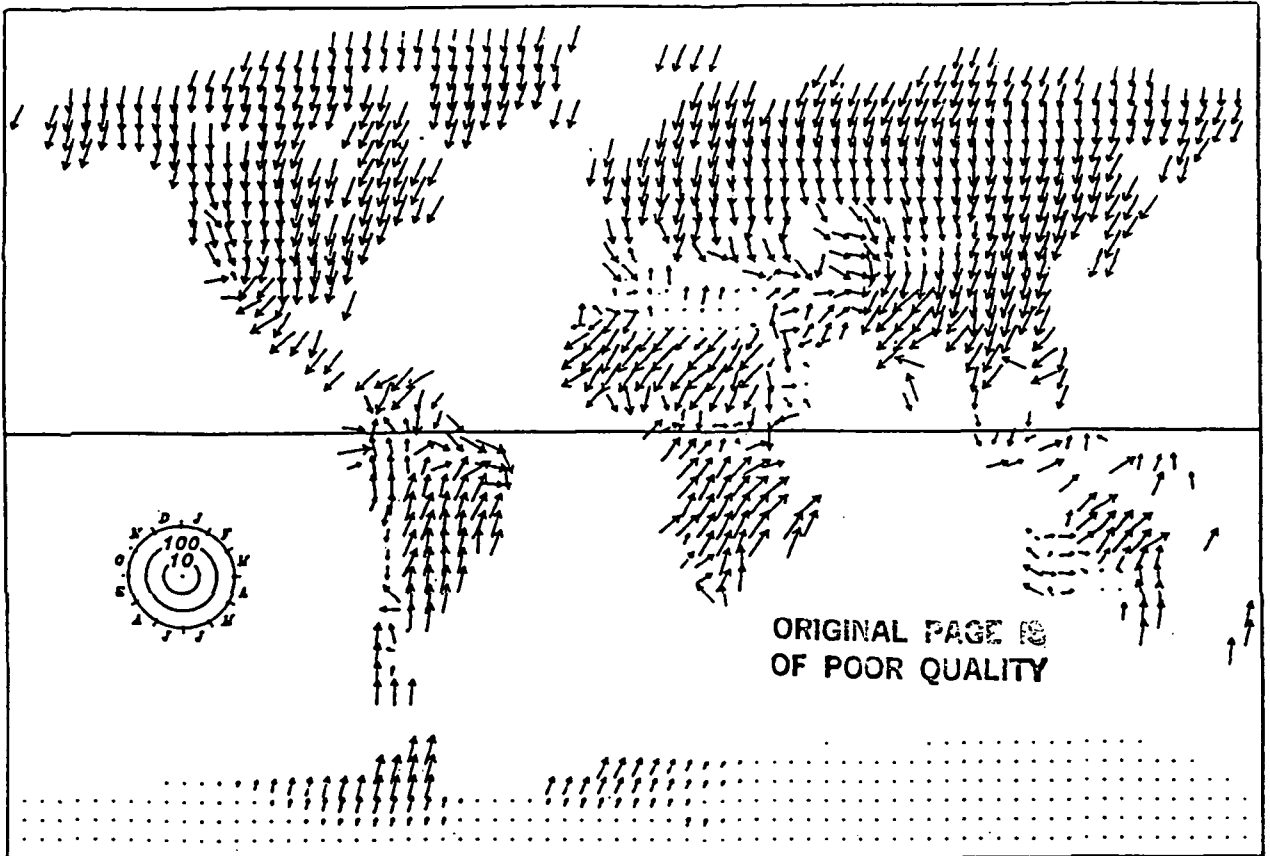 D J
N F
100
O M
10
S A
A M
J J
ORIGINAL PAGE IS
OF POOR QUALITY